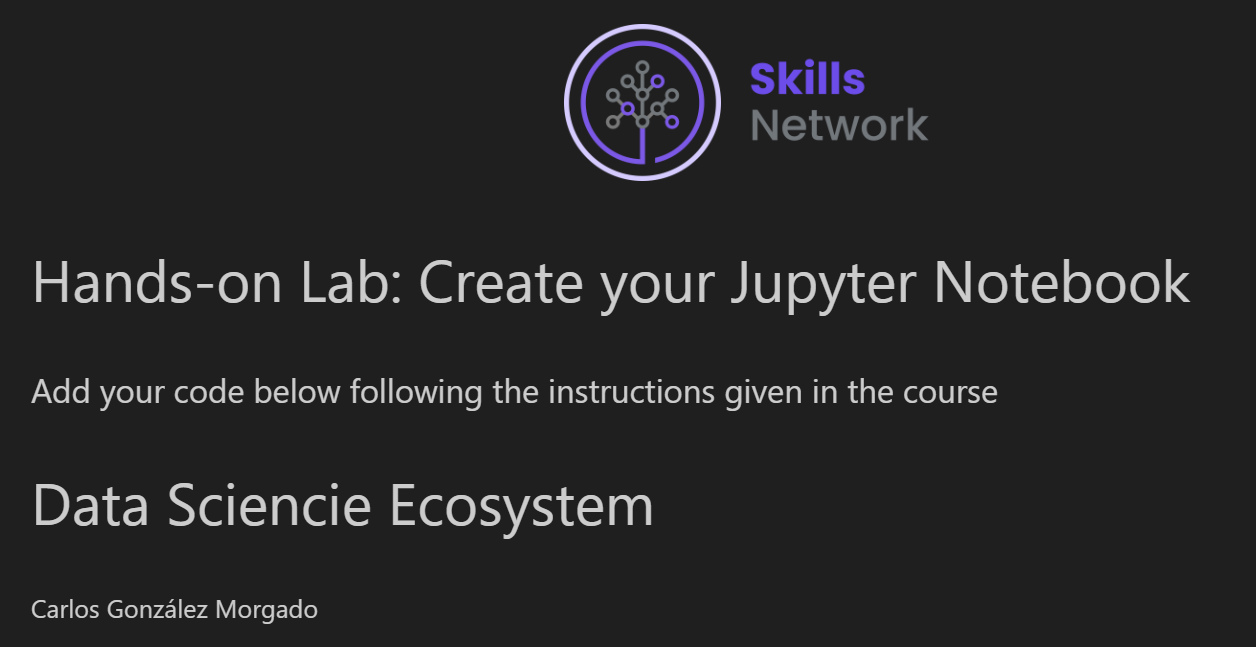 Skills
Network
Hands-on Lab: Create your Jupyter Notebook
Add your code below following the instructions given in the course
Data Sciencie Ecosystem
Carlos González Morgado